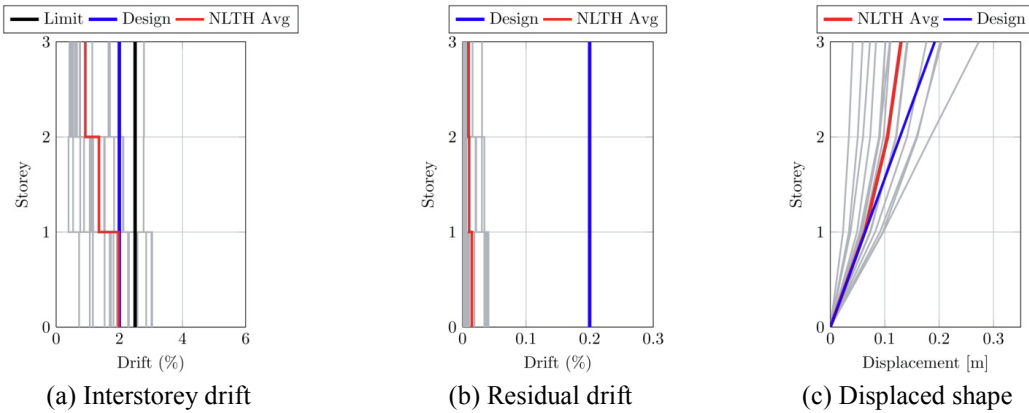 Limit Design NLTH Avg
3
2
1
0
Storey
0 2 4 6
Drift (%)
(a) Interstorey drift
Design NLTH Avg
3
2
1
0
Storey
0 0.1 0.2 0.3
Drift (%)
(b) Residual drift
NLTH Avg Design
3
2
1
0
Storey
0 0.1 0.2 0.3
Displacement [m]
(c) Displaced shape